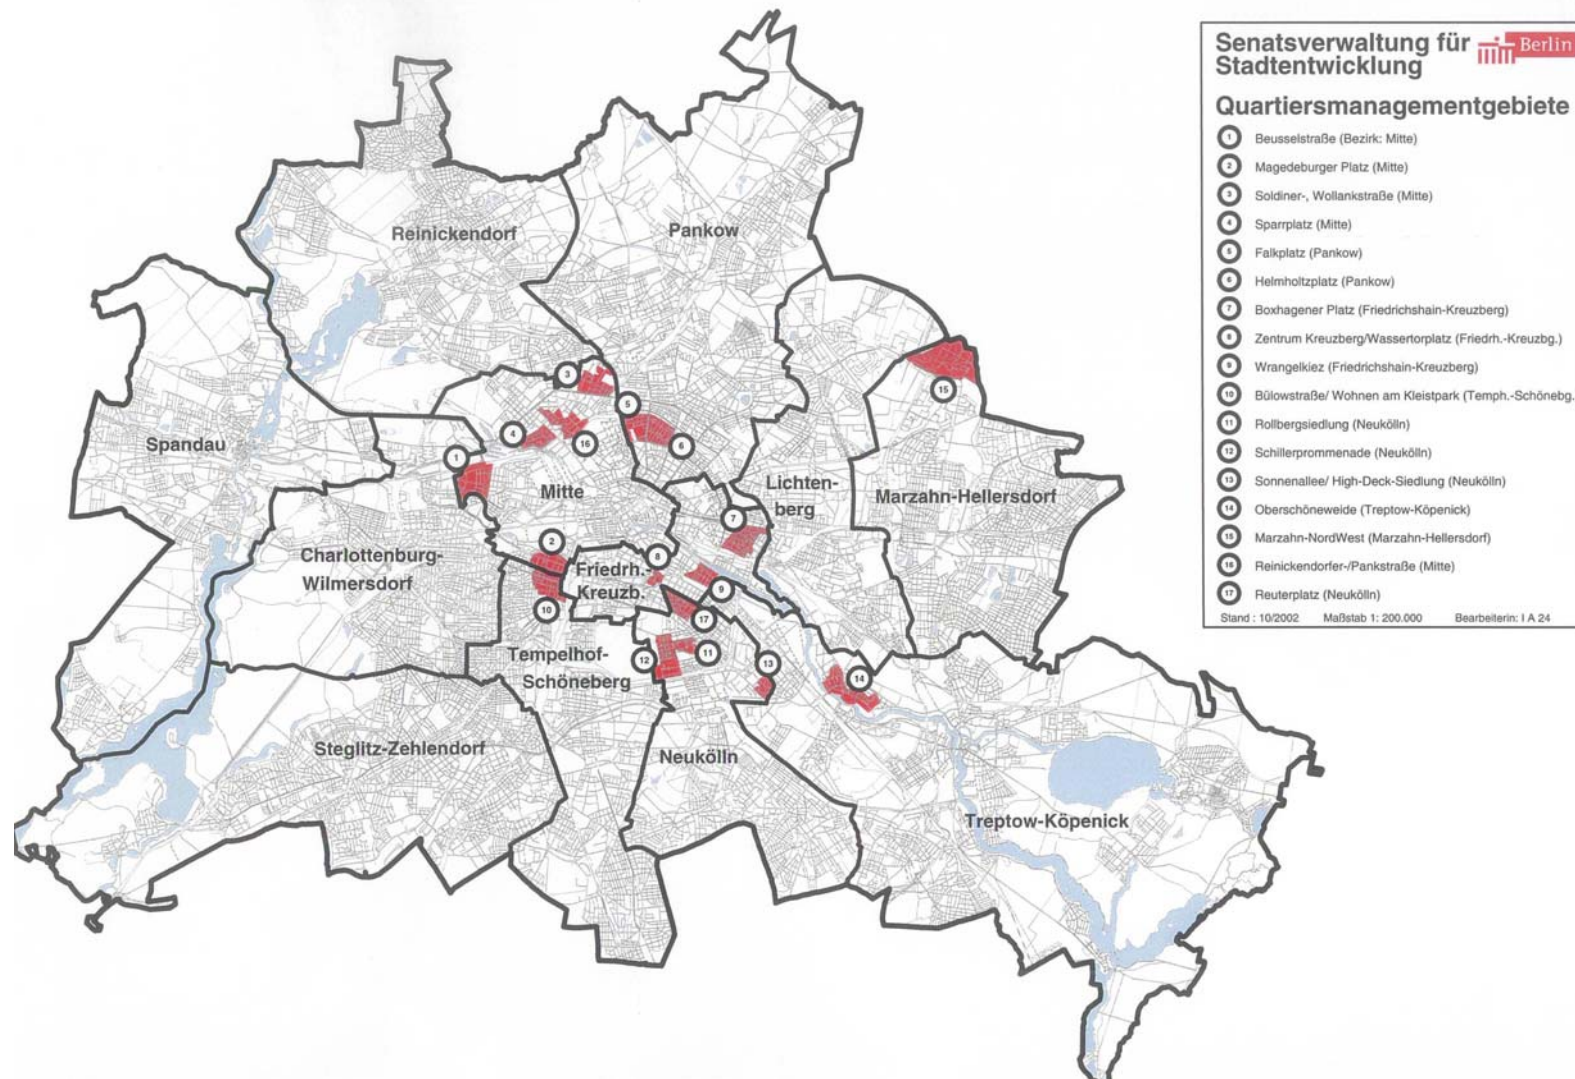 Senatsverwaltung für
Stadtentwicklung
Berlin
Quartiersmanagementgebiete
1 Beusselstraße (Bezirk: Mitte)
2 Magedeburger Platz (Mitte)
3 Soldiner-, Wollankstraße (Mitte)
4 Sparrplatz (Mitte)
5 Falkplatz (Pankow)
6 Helmholtzplatz (Pankow)
7 Boxhagener Platz (Friedrichshain-Kreuzberg)
8 Zentrum Kreuzberg/Wassertorplatz (Friedrh.-Kreuzbg.)
9 Wrangelkiez (Friedrichshain-Kreuzberg)
10 Bülowstraße/ Wohnen am Kleistpark (Temph.-Schönebg.
11 Rollbergsiedlung (Neukölln)
12 Schillerprommenade (Neukölln)
13 Sonnenallee/ High-Deck-Siedlung (Neukölln)
14 Oberschöneweide (Treptow-Köpenick)
15 Marzahn-NordWest (Marzahn-Hellersdorf)
16 Reinickendorfer-/Pankstraße (Mitte)
17 Reuterplatz (Neukölln)
Stand : 10/2002 Maßstab 1: 200.000 Bearbeiterin: I A 24
Reinickendorf
Pankow
3
15
5
4
16
6
Spandau
1
Mitte
Lichten-
berg
Marzahn-Hellersdorf
7
2
8
Charlottenburg-
Wilmersdorf
Friedrh.-
Kreuzb.
9
10
17
Tempelhof-
Schöneberg
12
11
13
14
Steglitz-Zehlendorf
Neukölln
Treptow-Köpenick